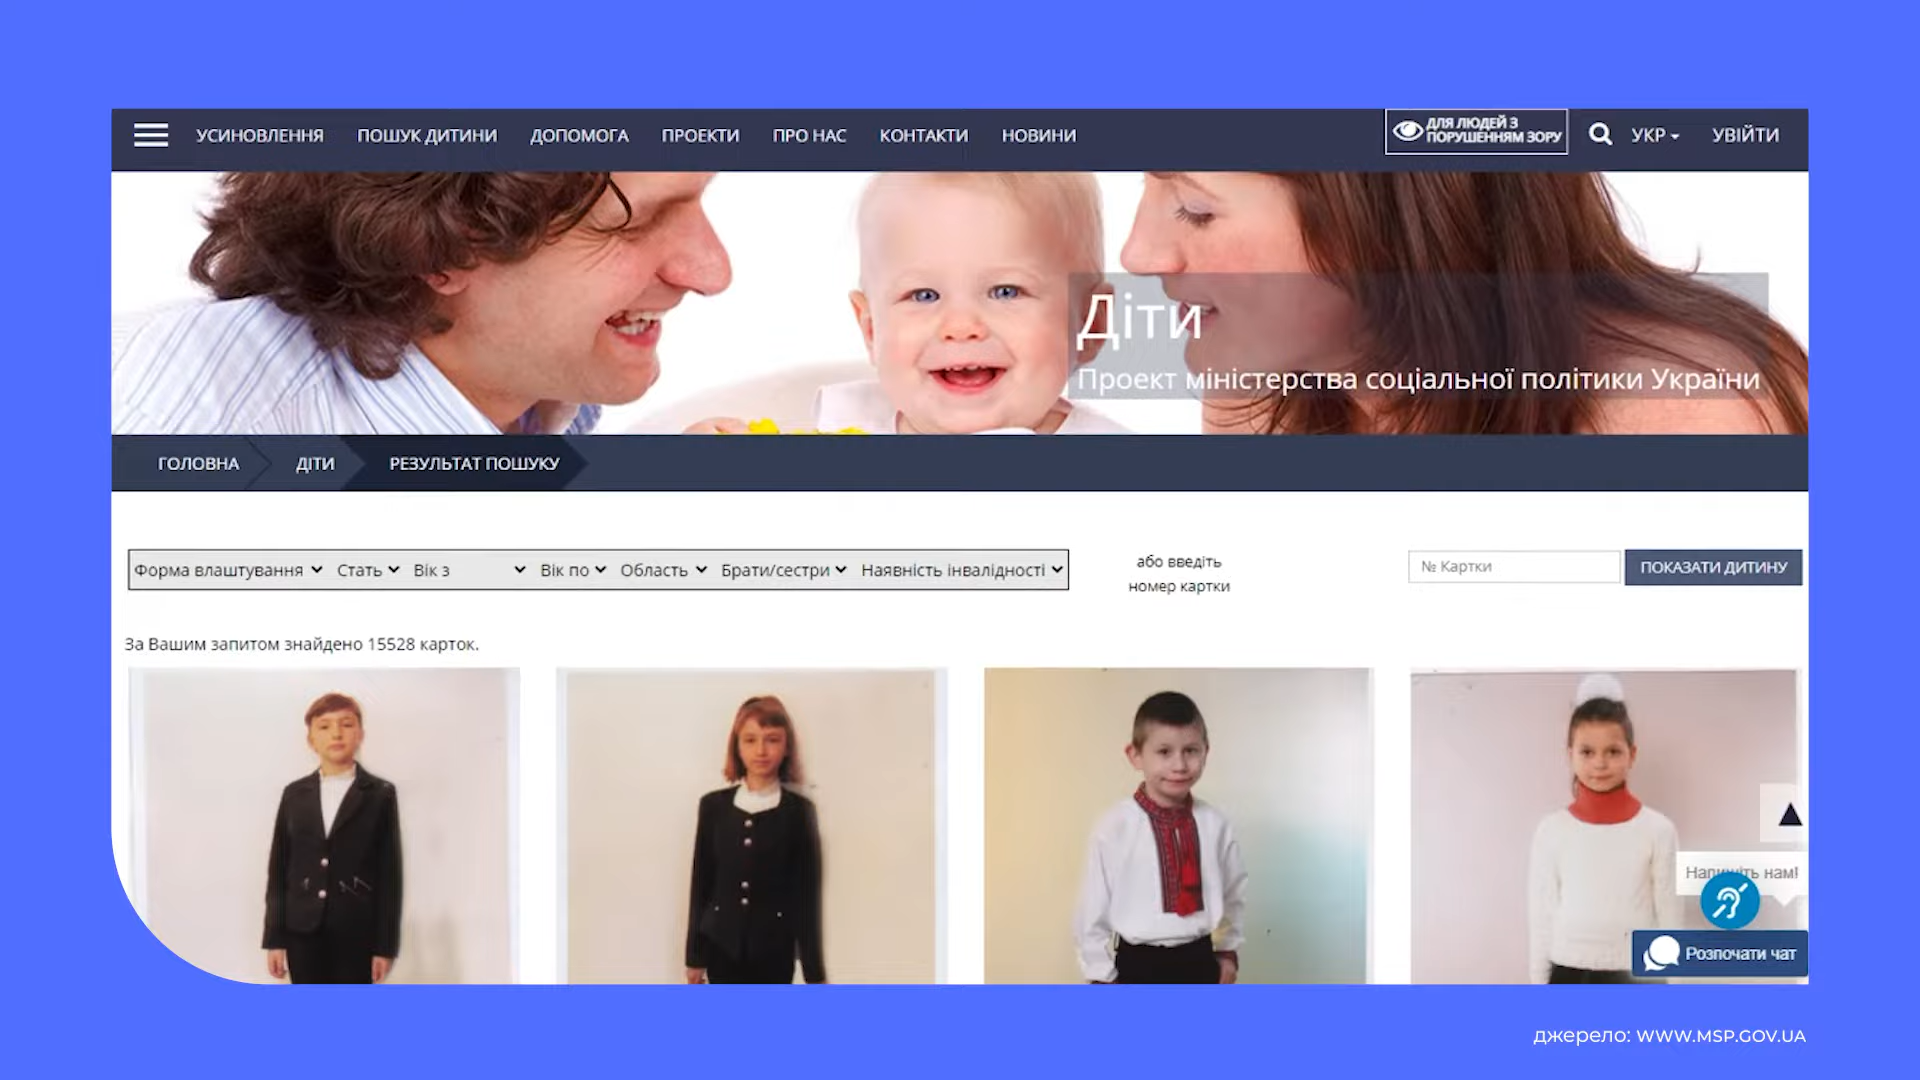 УСИНОВЛЕННЯ ПОШУК ДИТИНИ ДОПОМОГА ПРОЕКТИ ПРО НАС КОНТАКТИ НОВИНИ
ДЛЯ ЛЮДЕЙ З
ПОРУШЕННЯМ ЗОРУ
УКР
УВІЙТИ
Діти
Проект міністерства соціальної політики України
ГОЛОВНА ДІТИ РЕЗУЛЬТАТ ПОШУКУ
Форма влаштування Стать Вік з Вік по Область Брати/сестри Наявність інвалідності
або введіть
номер картки
№ Картки
ПОКАЗАТИ ДИТИНУ
За Вашим запитом знайдено 15528 карток.
Напишіть нам!
Розпочати чат
джерело: WWW.MSP.GOV.UA